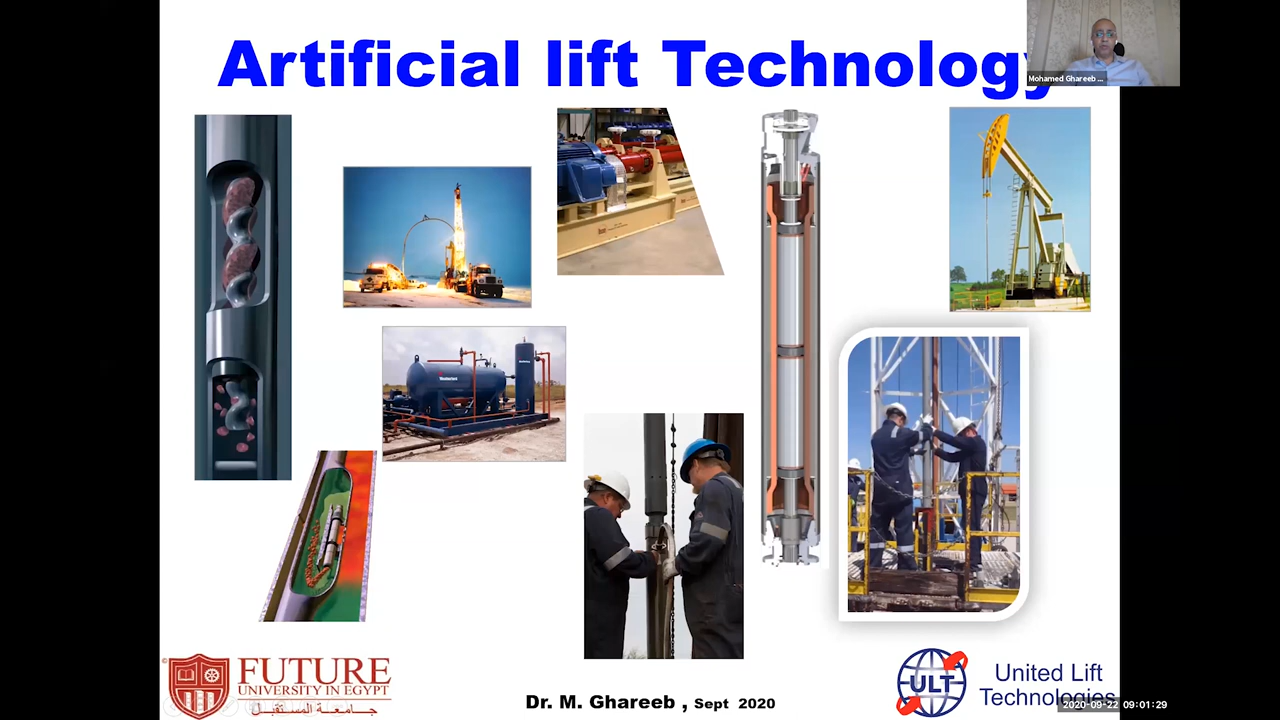 Artificial lift Technology
Mohamed Ghareeb ...
Weatherford
© FUTURE
UNIVERSITY IN EGYPT
جامعة المستقبل
Dr. M. Ghareeb , Sept 2020
ULT
United Lift
Technologies
2020-09-22 09:01:29